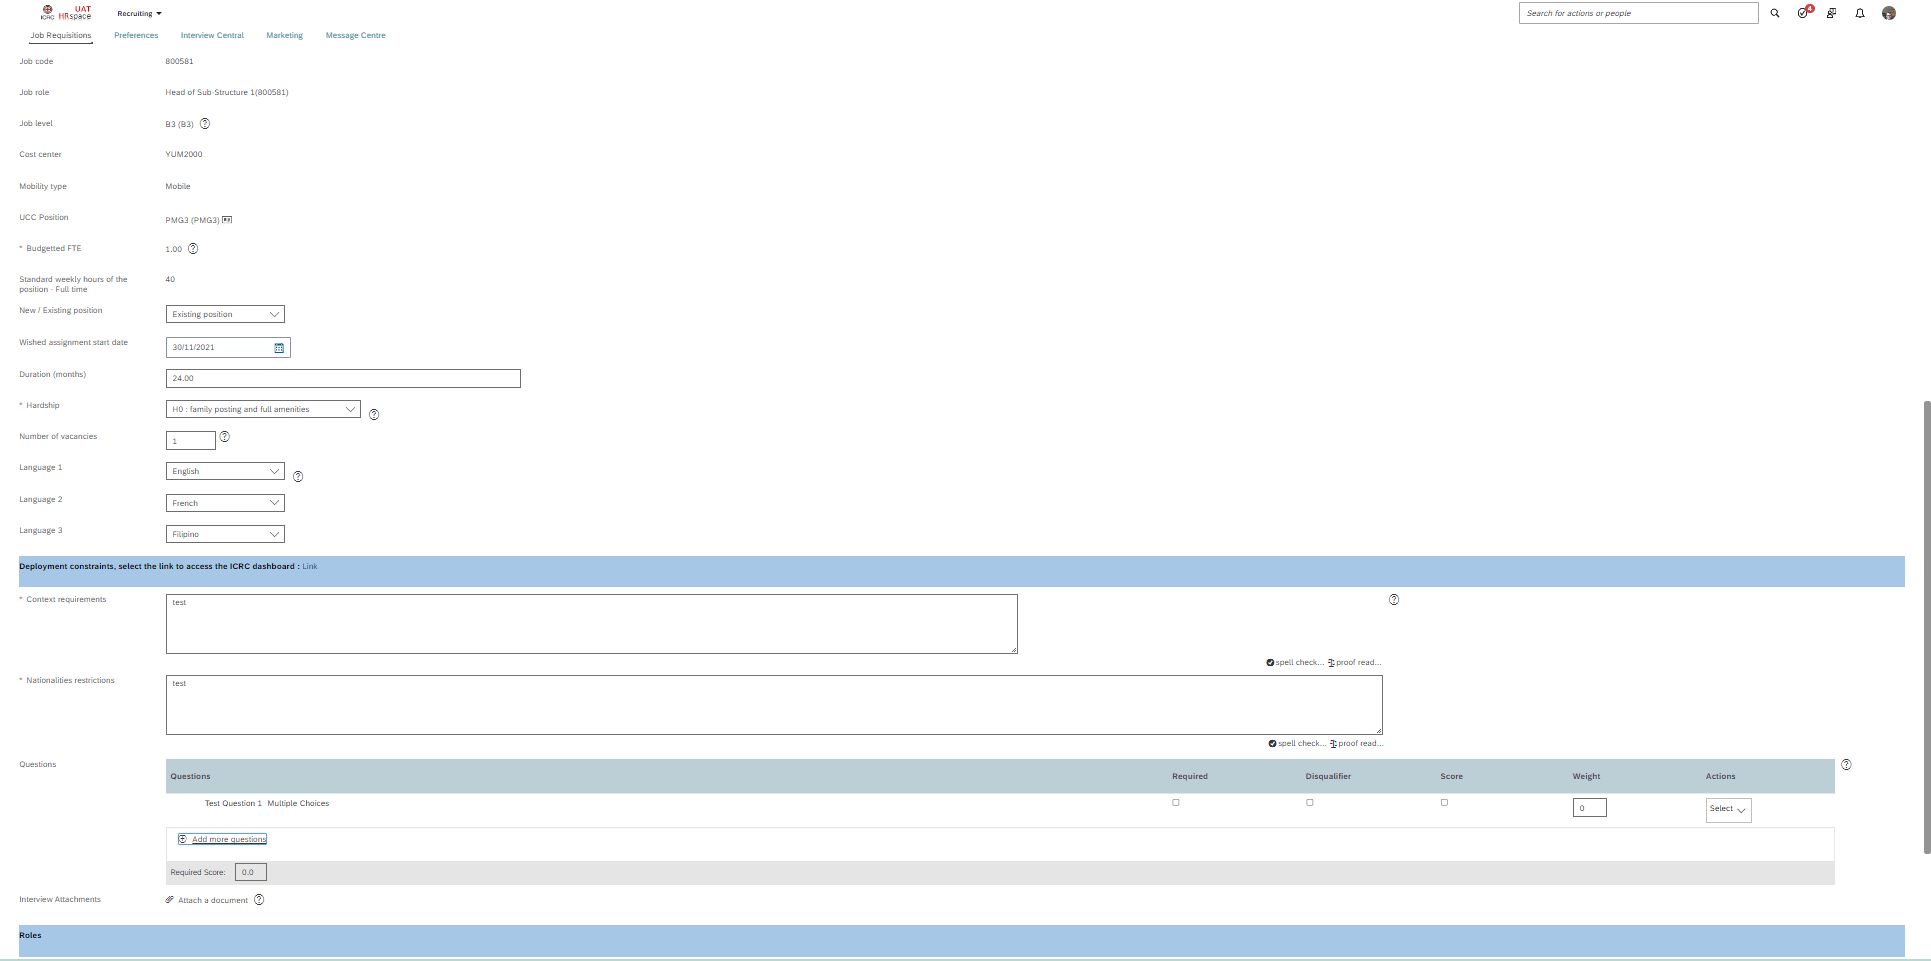 UAT
ICRC HRspace
Recruiting
Search for actions or people
4
Job Requisitions Preferences Interview Central Marketing Message Centre
Job code 800581
Job role Head of Sub-Structure 1(800581)
Job level B3 (B3) ?
Cost center YUM2000
Mobility type Mobile
UCC Position PMG3 (PMG3)
* Budgetted FTE 1.00 ?
Standard weekly hours of the 40
position - Full time
New / Existing position Existing position
Wished assignment start date 30/11/2021
Duration (months) 24.00
* Hardship H0 : family posting and full amenities ?
Number of vacancies 1 ?
Language 1 English ?
Language 2 French
Language 3 Filipino
Deployment constraints, select the link to access the ICRC dashboard : Link
* Context requirements test ?
spell check... proof read...
* Nationalities restrictions test
spell check... proof read...
Questions ?
Questions Required Disqualifier Score Weight Actions
Test Question 1 Multiple Choices 0 Select
Add more questions
Required Score: 0.0
Interview Attachments Attach a document ?
Roles